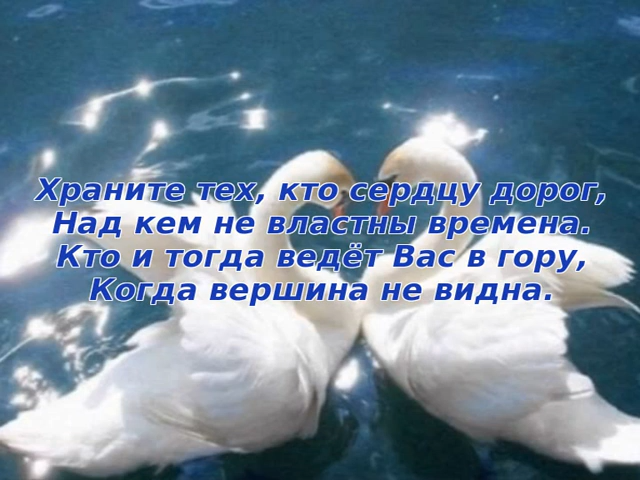 Храните тех, кто сердцу дорог,
Над кем не властны времена.
Кто и тогда ведёт Вас в гору,
Когда вершина не видна.